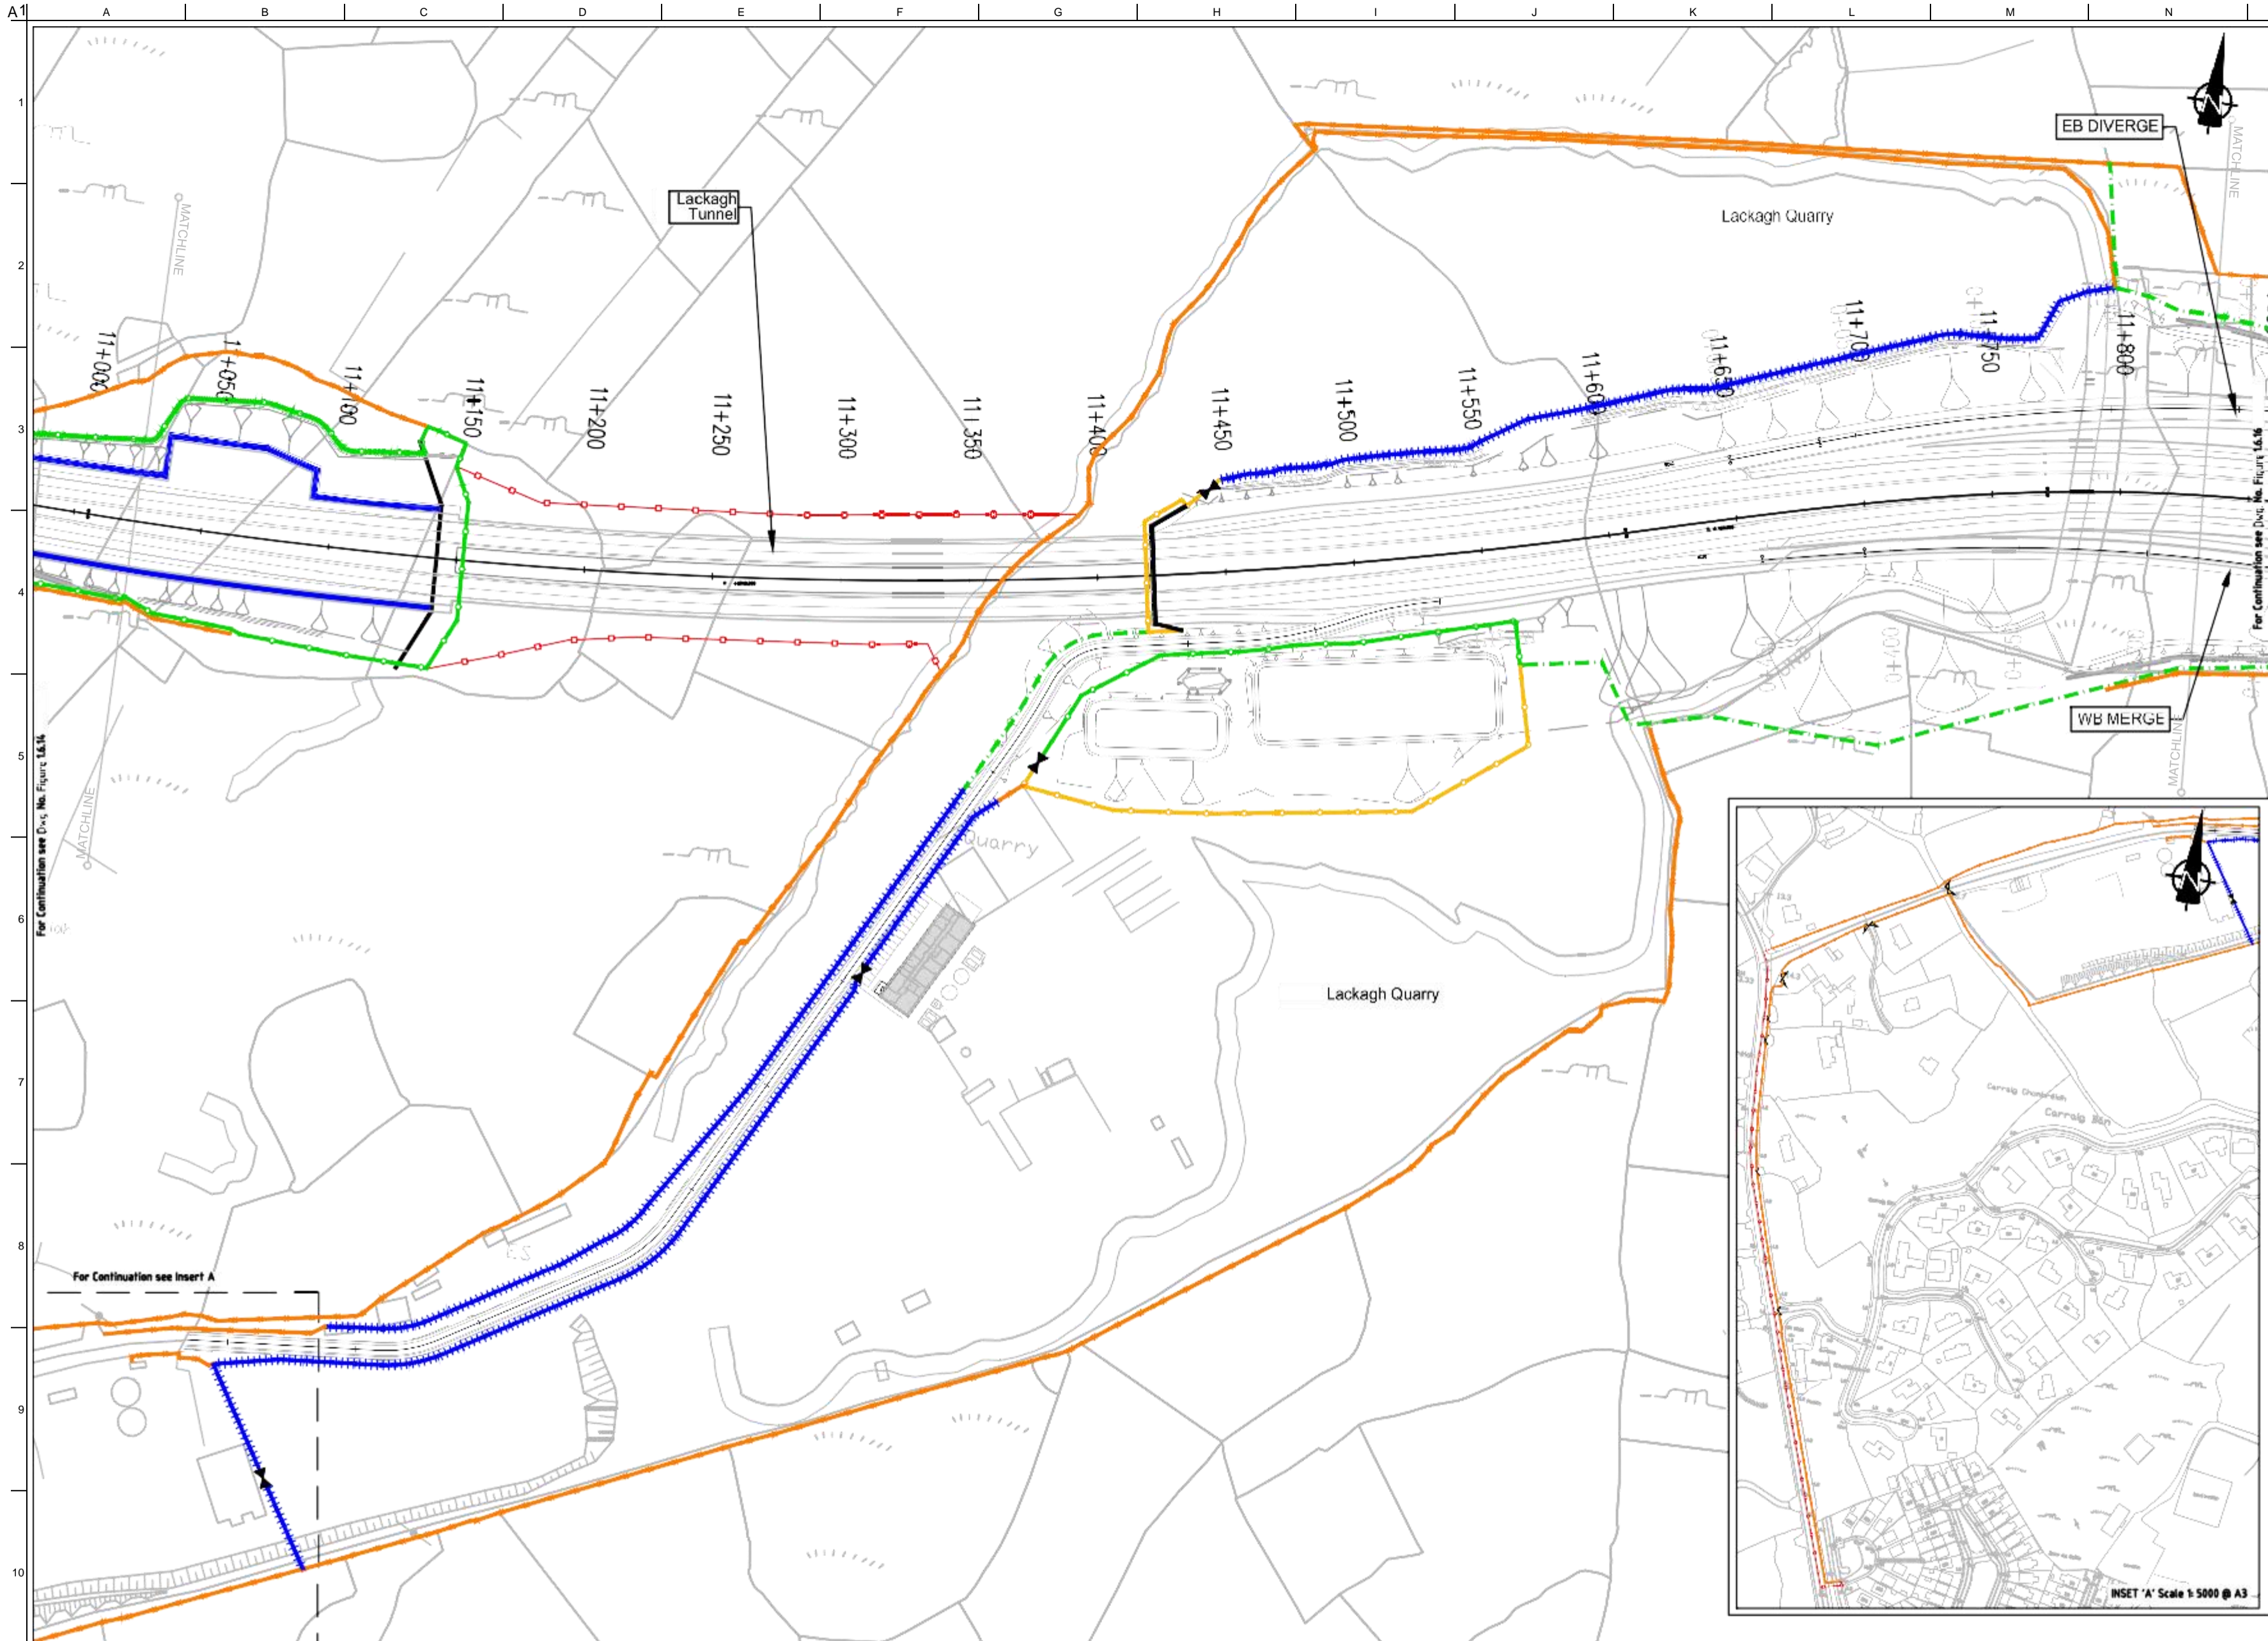 A1
A
B
C
D
E
F
G
H
I
J
K
L
M
N
1
2
3
4
5
6
7
8
9
10
EB DIVERGE
MATCHLINE
Lackagh
Tunnel
MATCHLINE
Lackagh Quarry
11+000
11+050
11+100
11+150
11+200
11+250
11+300
11+350
11+400
11+450
11+500
11+550
11+600
11+650
11+700
11+750
11+800
For Continuation see Dwg. No. Figure 1.6.16
For Continuation see Dwg. No. Figure 1.6.14
WB MERGE
MATCHLINE
MATCHLINE
Quarry
Lackagh Quarry
Carraig Bán
For Continuation see Insert A
INSET 'A' Scale 1: 5000 @ A3